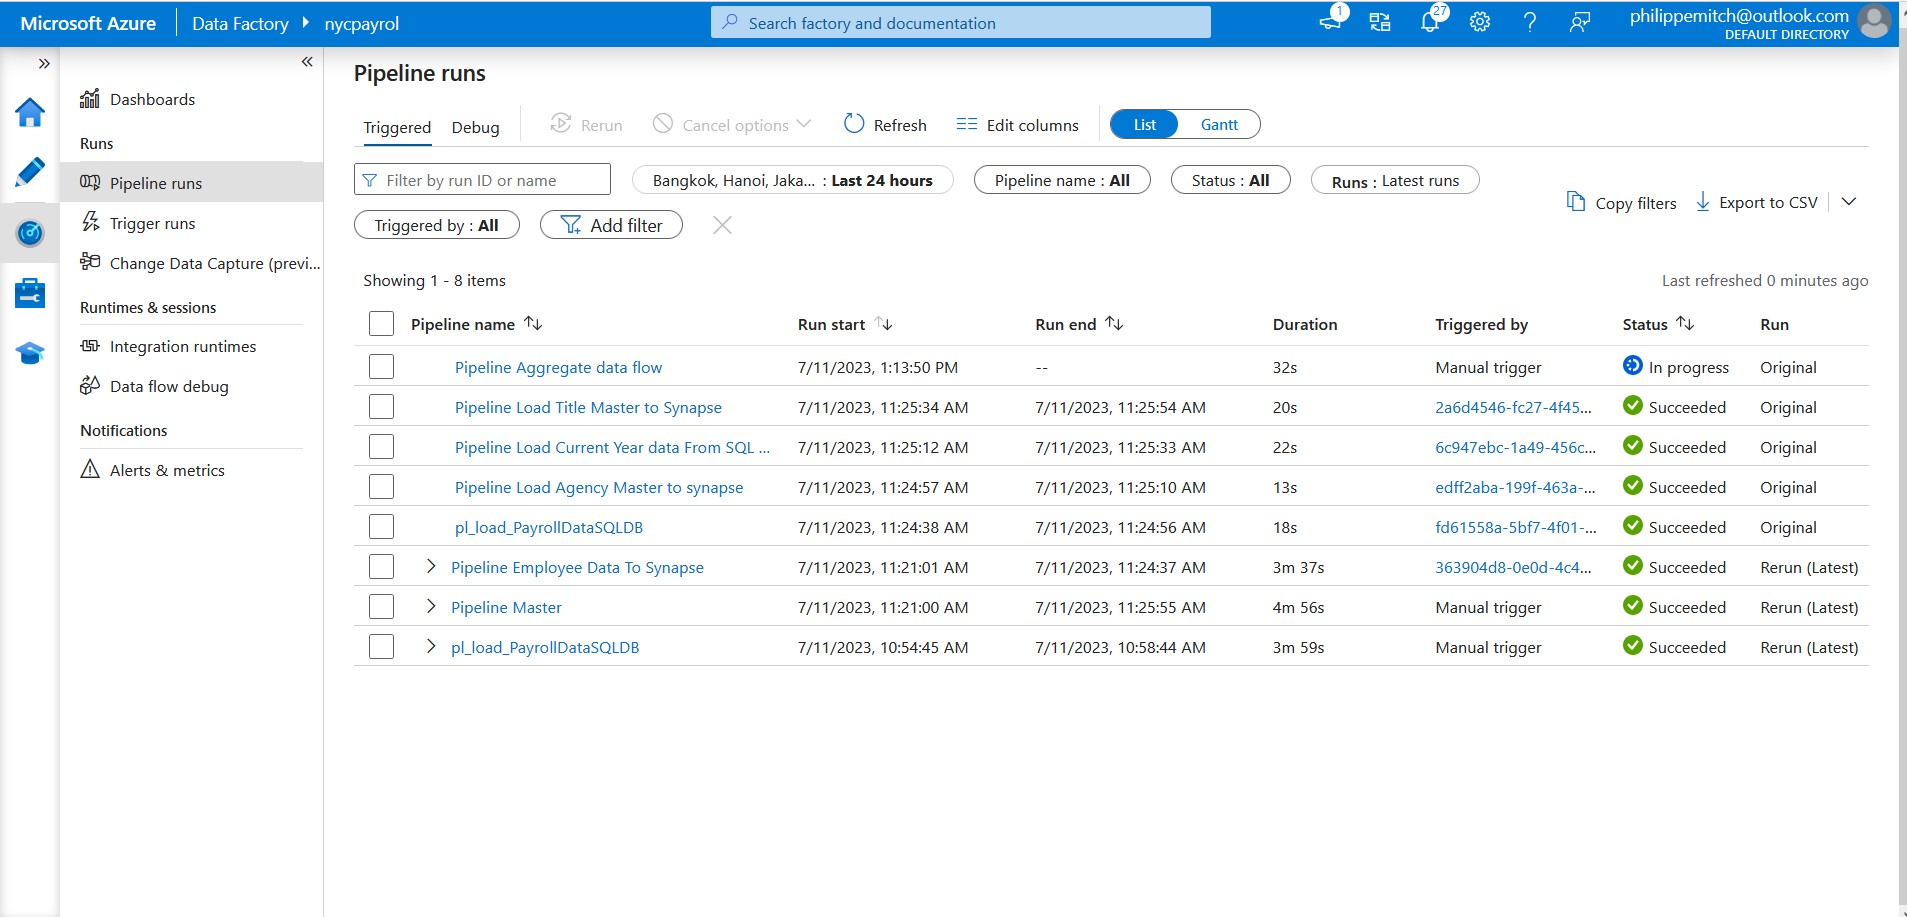 Microsoft Azure Data Factory nycpayrol Search factory and documentation 1 27 philippemitch@outlook.com
DEFAULT DIRECTORY
Dashboards
Runs
Pipeline runs
Trigger runs
Change Data Capture (previ...
Runtimes & sessions
Integration runtimes
Data flow debug
Notifications
Alerts & metrics
Pipeline runs
Triggered Debug Rerun Cancel options Refresh Edit columns List Gantt
Filter by run ID or name Bangkok, Hanoi, Jaka... : Last 24 hours Pipeline name : All Status : All Runs : Latest runs
Copy filters Export to CSV
Triggered by : All Add filter
Showing 1 - 8 items Last refreshed 0 minutes ago
Pipeline name Run start Run end Duration Triggered by Status Run
Pipeline Aggregate data flow 7/11/2023, 1:13:50 PM -- 32s Manual trigger In progress Original
Pipeline Load Title Master to Synapse 7/11/2023, 11:25:34 AM 7/11/2023, 11:25:54 AM 20s 2a6d4546-fc27-4f45... Succeeded Original
Pipeline Load Current Year data From SQL ... 7/11/2023, 11:25:12 AM 7/11/2023, 11:25:33 AM 22s 6c947ebc-1a49-456c... Succeeded Original
Pipeline Load Agency Master to synapse 7/11/2023, 11:24:57 AM 7/11/2023, 11:25:10 AM 13s edff2aba-199f-463a-... Succeeded Original
pl_load_PayrollDataSQLDB 7/11/2023, 11:24:38 AM 7/11/2023, 11:24:56 AM 18s fd61558a-5bf7-4f01-... Succeeded Original
Pipeline Employee Data To Synapse 7/11/2023, 11:21:01 AM 7/11/2023, 11:24:37 AM 3m 37s 363904d8-0e0d-4c4... Succeeded Rerun (Latest)
Pipeline Master 7/11/2023, 11:21:00 AM 7/11/2023, 11:25:55 AM 4m 56s Manual trigger Succeeded Rerun (Latest)
pl_load_PayrollDataSQLDB 7/11/2023, 10:54:45 AM 7/11/2023, 10:58:44 AM 3m 59s Manual trigger Succeeded Rerun (Latest)